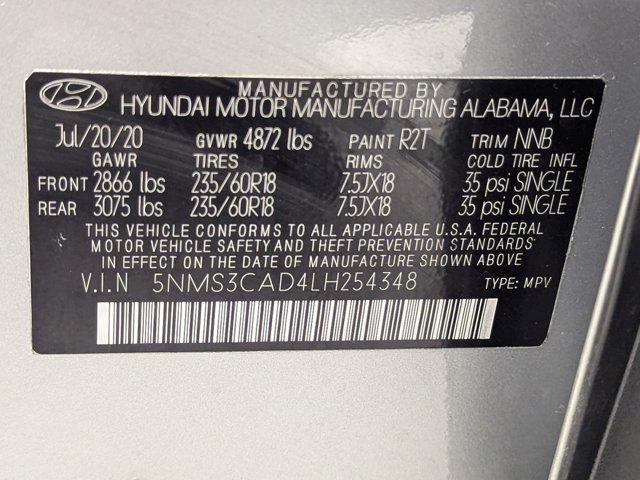 MANUFACTURED BY
HYUNDAI MOTOR MANUFACTURING ALABAMA, LLC
Jul/20/20 GVWR 4872 lbs PAINT R2T TRIM NNB
GAWR TIRES RIMS COLD TIRE INFL
FRONT 2866 lbs 235/60R18 7.5JX18 35 psi SINGLE
REAR 3075 lbs 235/60R18 7.5JX18 35 psi SINGLE
THIS VEHICLE CONFORMS TO ALL APPLICABLE U.S.A. FEDERAL
MOTOR VEHICLE SAFETY, BUMPER, AND THEFT PREVENTION STANDARDS
IN EFFECT ON THE DATE OF MANUFACTURE SHOWN ABOVE.
V.I.N 5NMS3CAD4LH254348 TYPE: MPV